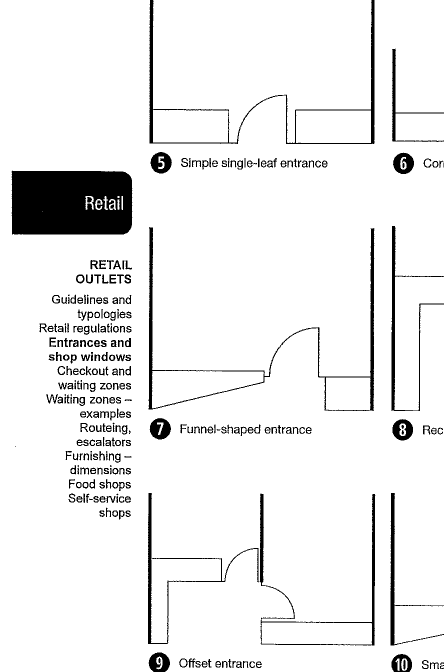 5 Simple single-leaf entrance
6 Cor
Retail
RETAIL
OUTLETS
Guidelines and
typologies
Retail regulations
Entrances and
shop windows
Checkout and
waiting zones
Waiting zones –
examples
Routeing,
escalators
Furnishing –
dimensions
Food shops
Self-service
shops
7 Funnel-shaped entrance
8 Rec
9 Offset entrance
10 Sma